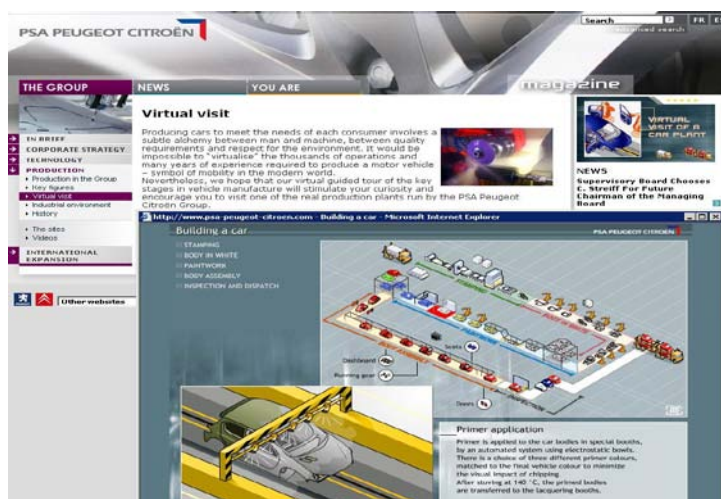 Search
FR
advanced search
PSA PEUGEOT CITROËN
THE GROUP
NEWS
YOU ARE
magazine
IN BRIEF
CORPORATE STRATEGY
TECHNOLOGY
PRODUCTION
Production in the Group
Key figures
Virtual visit
Industrial environment
History
The sites
Videos
INTERNATIONAL
EXPANSION
Other websites
Virtual visit
Producing cars to meet the needs of each consumer involves a
subtle alchemy between man and machine, between quality
requirements and respect for the environment. It would be
impossible to "virtualise" the thousands of operations and
many years of experience required to produce a motor vehicle
- symbol of mobility in the modern world.
Nevertheless, we hope that our virtual guided tour of the key
stages in vehicle manufacture will stimulate your curiosity and
encourage you to visit one of the real production plants run by the PSA Peugeot
Citroën Group.
VIRTUAL
VISIT OF A
CAR PLANT
NEWS
Supervisory Board Chooses
C. Streiff For Future
Chairman of the Managing
Board
http://www.psa-peugeot-citroen.com - Building a car - Microsoft Internet Explorer
Building a car
PSA PEUGEOT CITROËN
STAMPING
BODY IN WHITE
PAINTWORK
BODY ASSEMBLY
INSPECTION AND DISPATCH
STAMPING
BODY IN WHITE
PAINTWORK
BODY ASSEMBLY
INSPECTION
Seats
Dashboard
Running gear
Doors
Primer application
Primer is applied to the car bodies in special booths,
by an automated system using electrostatic bowls.
There is a choice of three different primer colours,
matched to the final vehicle colour to minimize
the visual impact of chipping.
After storing at 140 °C, the primed bodies
are transferred to the lacquering booths.